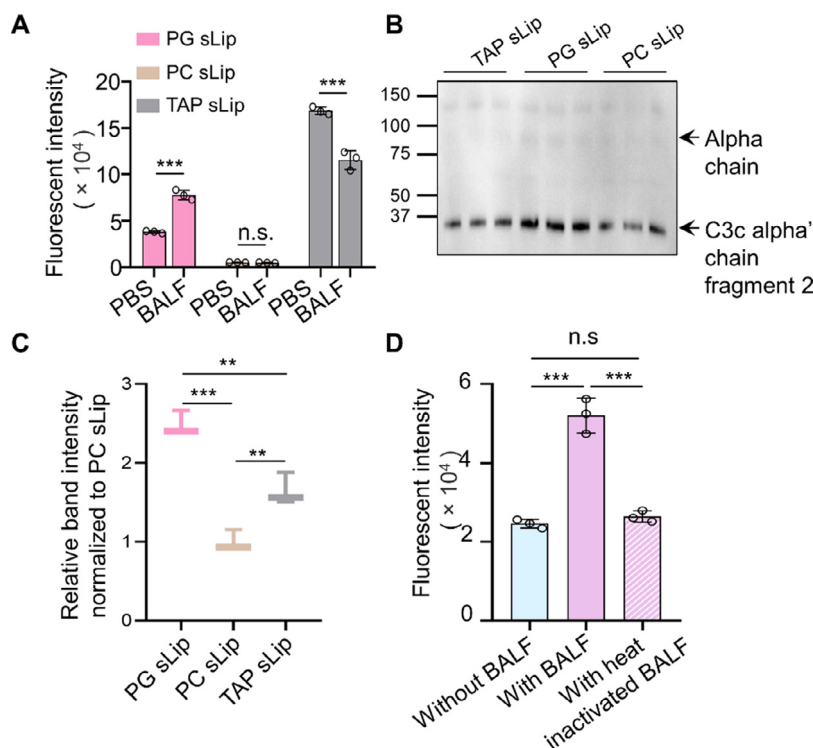 A
PG sLip
PC sLip
TAP sLip
Fluorescent intensity
( × 10⁴ )
20
15
10
5
0
***
n.s.
***
PBS
BALF
PBS
BALF
PBS
BALF
B
TAP sLip
PG sLip
PC sLip
150
100
75
50
37
Alpha
chain
C3c alpha'
chain
fragment 2
C
Relative band intensity
normalized to PC sLip
3
2
1
0
**
***
**
PG sLip
PC sLip
TAP sLip
D
Fluorescent intensity
( × 10⁴ )
6
4
2
0
n.s
***
***
Without BALF
With BALF
With heat
inactivated BALF